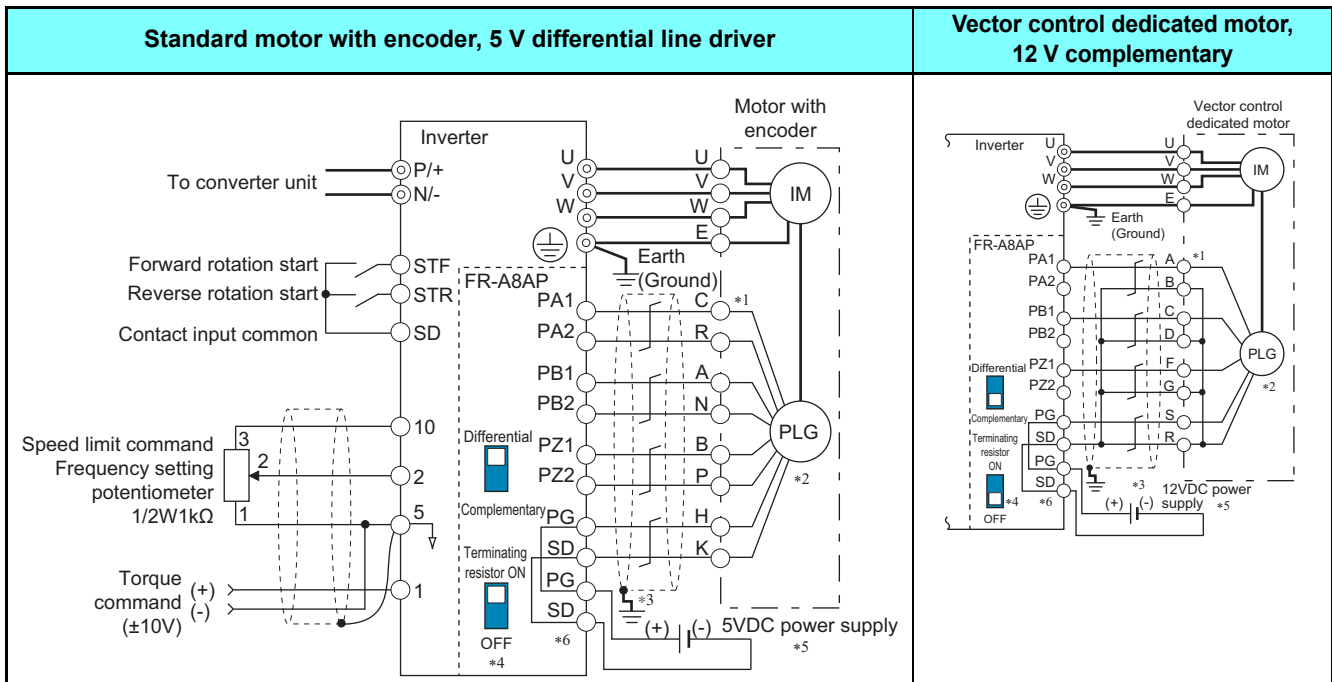 Standard motor with encoder, 5 V differential line driver
Vector control dedicated motor,
12 V complementary
Inverter
Motor with
encoder
To converter unit
P/+
N/-
U
V
W
U
V
W
E
IM
Earth
(Ground)
Forward rotation start
Reverse rotation start
Contact input common
STF
STR
SD
FR-A8AP
PA1
PA2
PB1
PB2
PZ1
PZ2
PG
SD
PG
SD
C
*1
R
A
N
B
P
H
K
PLG
*2
Differential
Complementary
Terminating
resistor ON
OFF
*4
*6
*3
(+)
(-)
5VDC power supply
*5
Speed limit command
Frequency setting
potentiometer
1/2W1kΩ
3
2
1
10
2
5
1
Torque
command
(±10V)
(+)
(-)
Vector control
dedicated motor
Inverter
U
V
W
U
V
W
E
IM
Earth
(Ground)
FR-A8AP
PA1
PA2
PB1
PB2
PZ1
PZ2
PG
SD
PG
SD
A
*1
B
C
D
F
G
S
R
PLG
*2
Differential
Complementary
Terminating
resistor
ON
*4
OFF
*6
*3
(+)
(-)
12VDC power
supply
*5